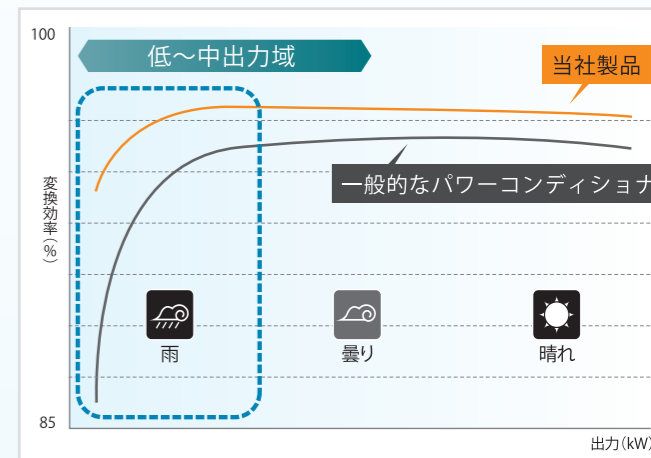 100
低〜中出力域
当社製品
一般的なパワーコンディショナ
変換効率(%)
雨
曇り
晴れ
85
出力(kW)